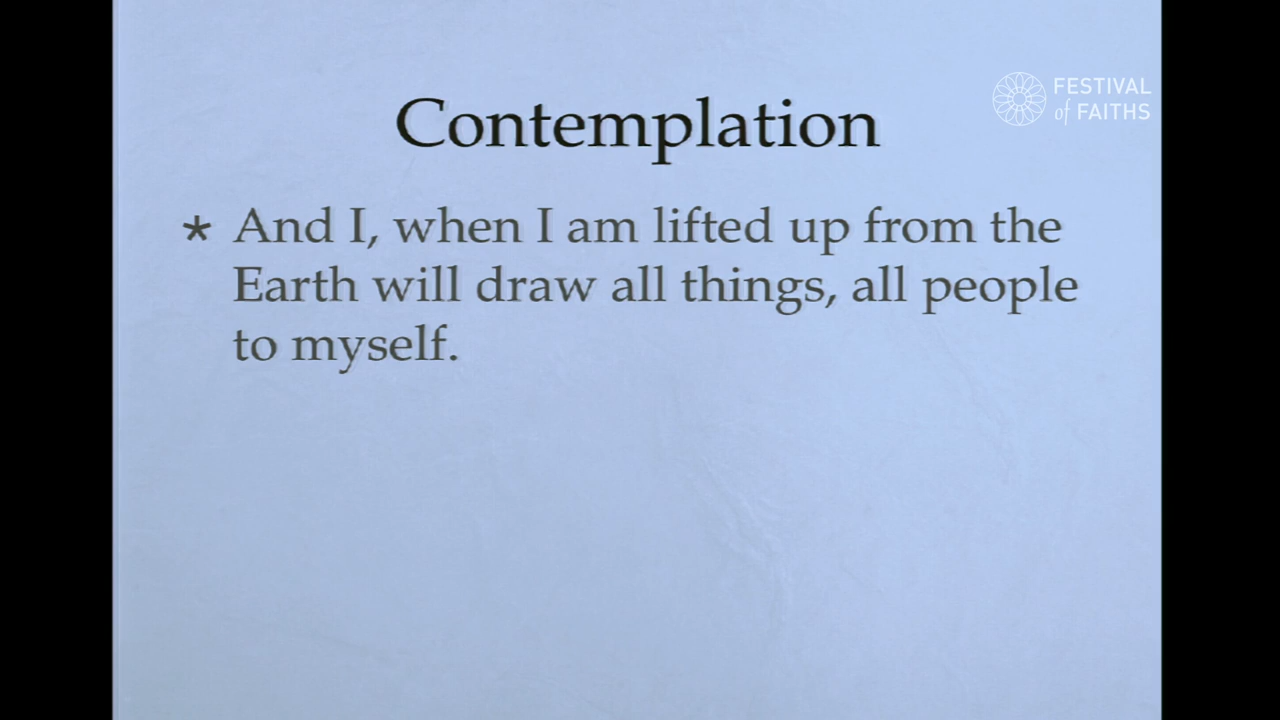 FESTIVAL
of FAITHS
Contemplation
* And I, when I am lifted up from the
Earth will draw all things, all people
to myself.